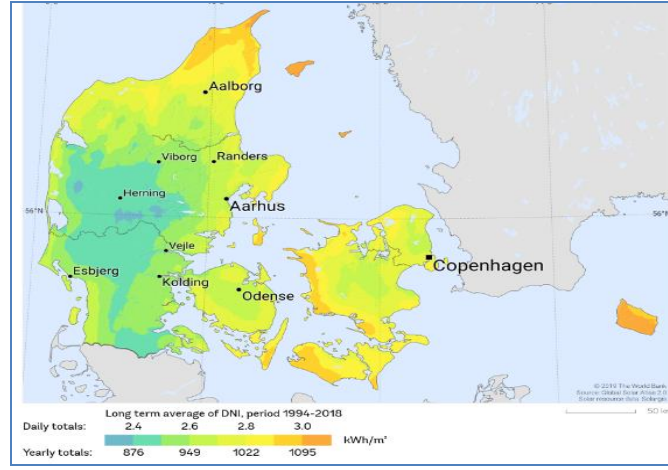 Aalborg
Viborg
Randers
Herning
56°N
Aarhus
56°N
Vejle
Esbjerg
Kolding
Copenhagen
Odense
© 2019 The World Bank
Source: Global Solar Atlas 2.0
Solar resource data: Solargis
50 km
Long term average of DNI, period 1994-2018
Daily totals: 2.4 2.6 2.8 3.0
kWh/m²
Yearly totals: 876 949 1022 1095